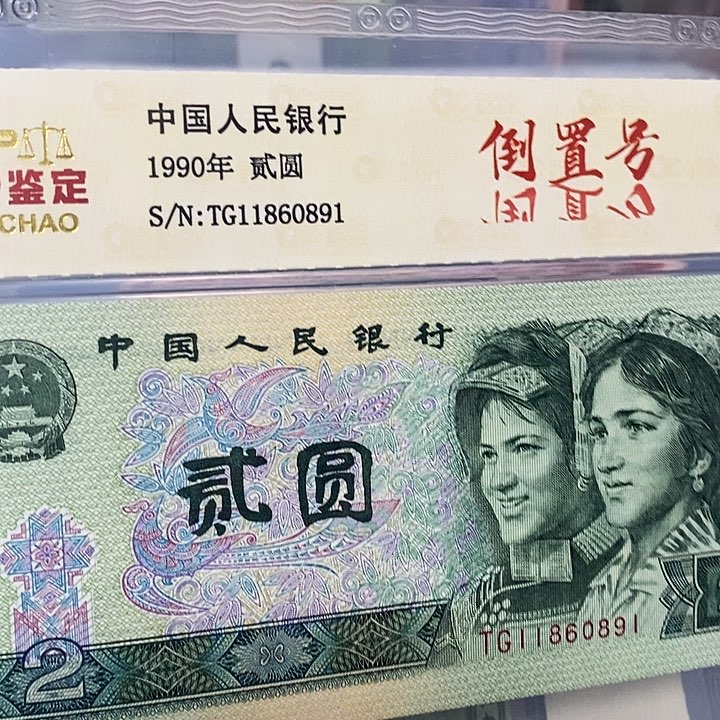 中国人民银行
1990年 贰圆
S/N:TG11860891
倒置号
鉴定
CHAO
中国人民银行
贰圆
TG11860891
2